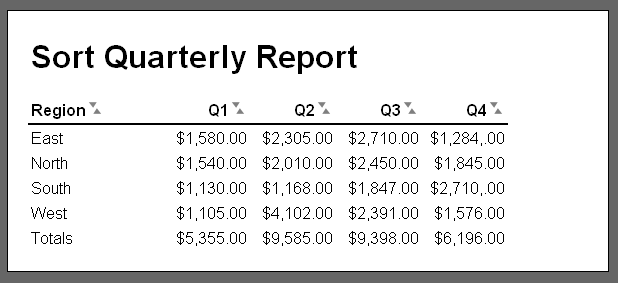 Sort Quarterly Report
Region Q1 Q2 Q3 Q4
East $1,580.00 $2,305.00 $2,710.00 $1,284,.00
North $1,540.00 $2,010.00 $2,450.00 $1,845.00
South $1,130.00 $1,168.00 $1,847.00 $2,710,.00
West $1,105.00 $4,102.00 $2,391.00 $1,576.00
Totals $5,355.00 $9,585.00 $9,398.00 $6,196.00